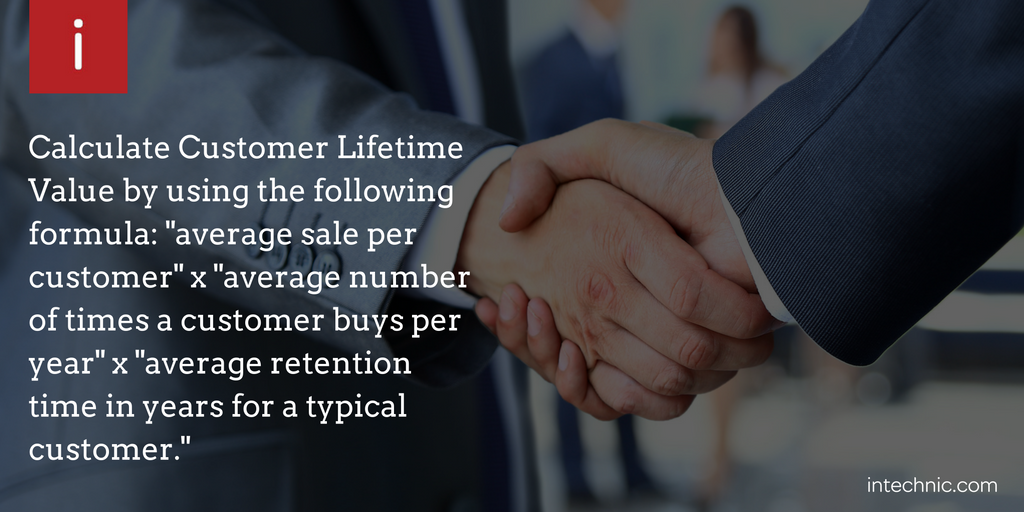 i
Calculate Customer Lifetime
Value by using the following
formula: "average sale per
customer" x "average number
of times a customer buys per
year" x "average retention
time in years for a typical
customer."
intechnic.com